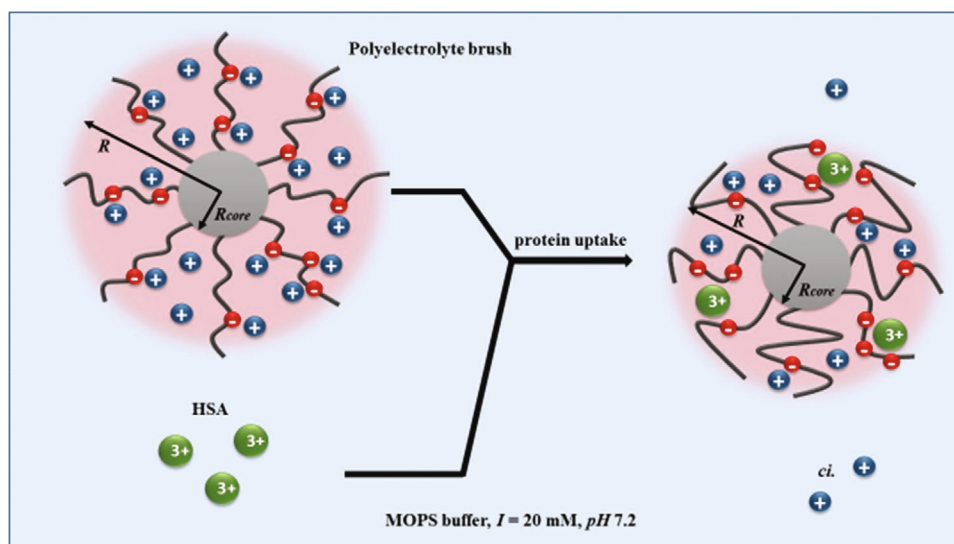 Polyelectrolyte brush
R
Rcore
protein uptake
3+
R
Rcore
3+
3+
HSA
3+
3+
3+
ci.
MOPS buffer, I = 20 mM, pH 7.2